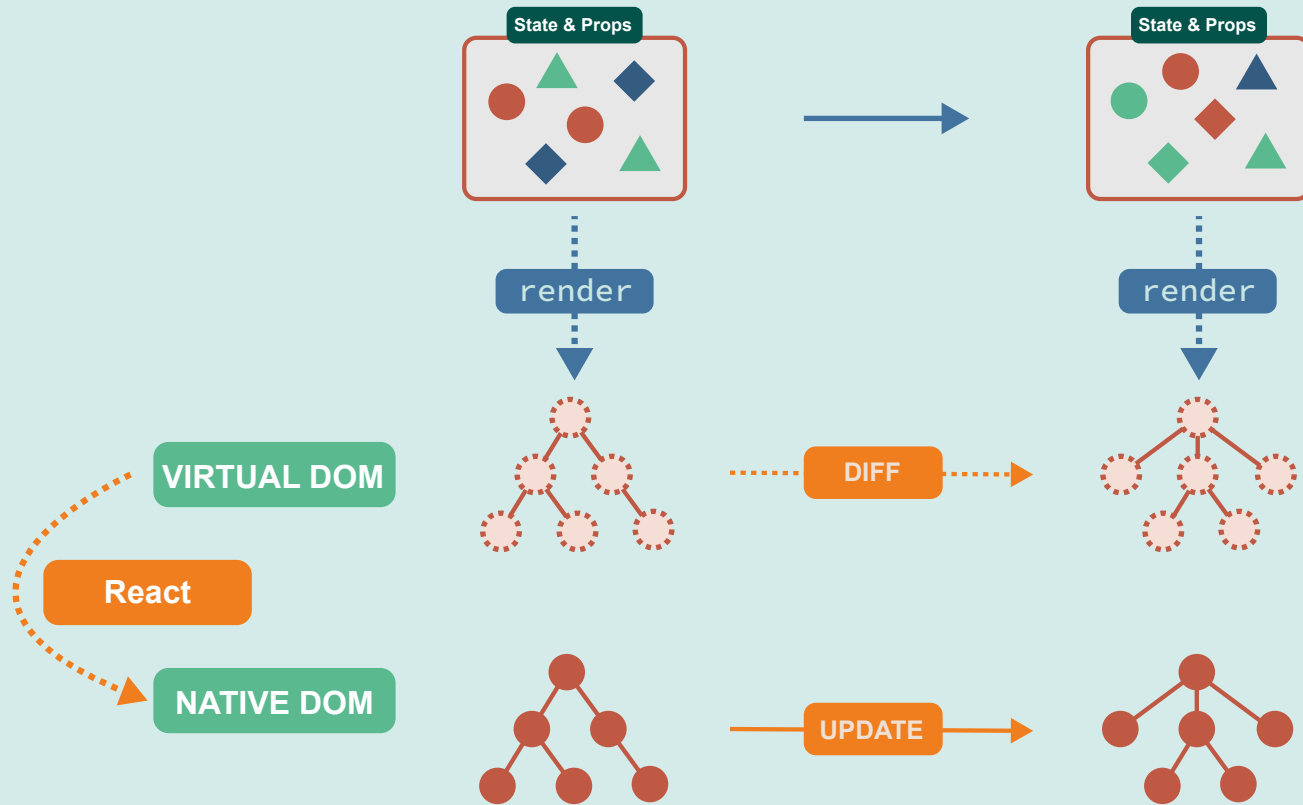 State & Props
State & Props
render
render
VIRTUAL DOM
DIFF
React
NATIVE DOM
UPDATE